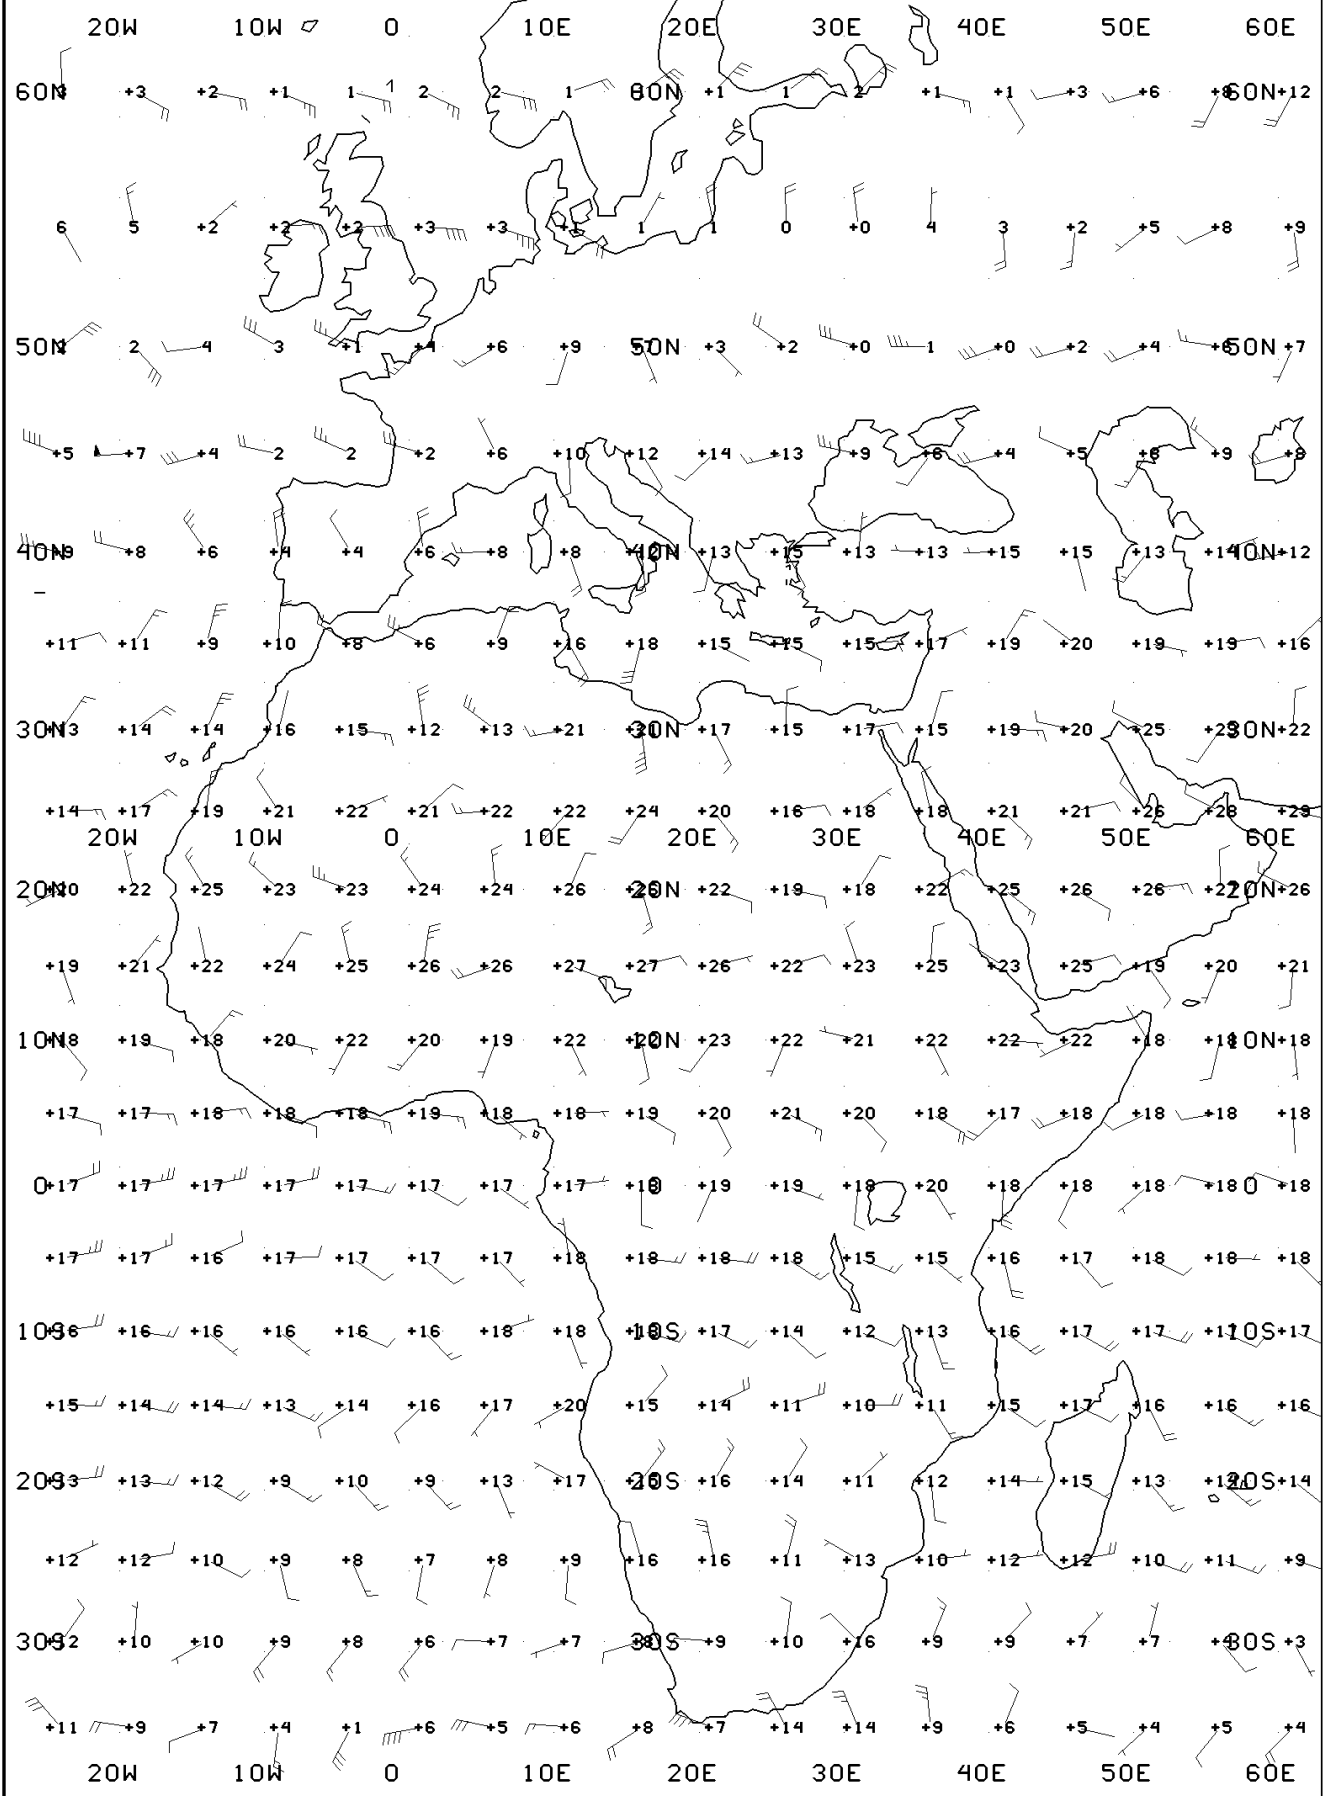 20W 10W 0 10E 20E 30E 40E 50E 60E
60N +3 +2 +1 1 1 2 2 1 +1 1 2 +1 +1 +3 +6 60N +12
6 5 +2 +2 +2 +3 +3 +1 1 1 0 +0 4 3 +2 +5 +8 +9
50N 2 4 3 +1 +4 +6 +9 50N +3 +2 +0 1 +0 +2 +4 50N +7
+5 +7 +4 2 2 +2 +6 +10 +12 +14 +13 +9 +6 +4 +5 +8 +9 +8
40N +8 +6 +4 +4 +6 +8 +8 40N +13 +15 +13 +13 +15 +15 +13 40N +12
+11 +11 +9 +10 +8 +6 +9 +16 +18 +15 +15 +15 +17 +19 +20 +19 +19 +16
30N +13 +14 +14 +16 +15 +12 +13 +21 30N +17 +15 +17 +15 +19 +20 +25 30N +22
+14 +17 +19 +21 +22 +21 +22 +22 +24 +20 +16 +18 +18 +21 +21 +26 +28 +29
20W 10W 0 10E 20E 30E 40E 50E 60E
20N +22 +25 +23 +23 +24 +24 +26 20N +22 +19 +18 +22 +25 +26 +26 20N +26
+19 +21 +22 +24 +25 +26 +26 +27 +27 +26 +22 +23 +25 +23 +25 +19 +20 +21
10N +19 +18 +20 +22 +20 +19 +22 10N +23 +22 +21 +22 +22 +22 +18 10N +18
+17 +17 +18 +18 +18 +19 +18 +18 +19 +20 +21 +20 +18 +17 +18 +18 +18 +18
0 +17 +17 +17 +17 +17 +17 +17 +17 0 +19 +19 +18 +20 +18 +18 +18 +18 0 +18
+17 +17 +16 +17 +17 +17 +17 +18 +18 +18 +18 +15 +15 +16 +17 +18 +18 +18
10S +16 +16 +16 +16 +16 +18 +18 10S +17 +14 +12 +13 +16 +17 +17 10S +17
+15 +14 +14 +13 +14 +16 +17 +20 +15 +14 +11 +10 +11 +15 +17 +16 +16 +16
20S +13 +12 +9 +10 +9 +13 +17 20S +16 +14 +11 +12 +14 +15 +13 20S +14
+12 +12 +10 +9 +8 +7 +8 +9 +16 +16 +11 +13 +10 +12 +12 +10 +11 +9
30S +10 +10 +9 +8 +6 +7 +7 30S +9 +10 +16 +9 +9 +7 +7 30S +3
+11 +9 +7 +4 +1 +6 +5 +6 +8 +7 +14 +14 +9 +6 +5 +4 +5 +4
20W 10W 0 10E 20E 30E 40E 50E 60E